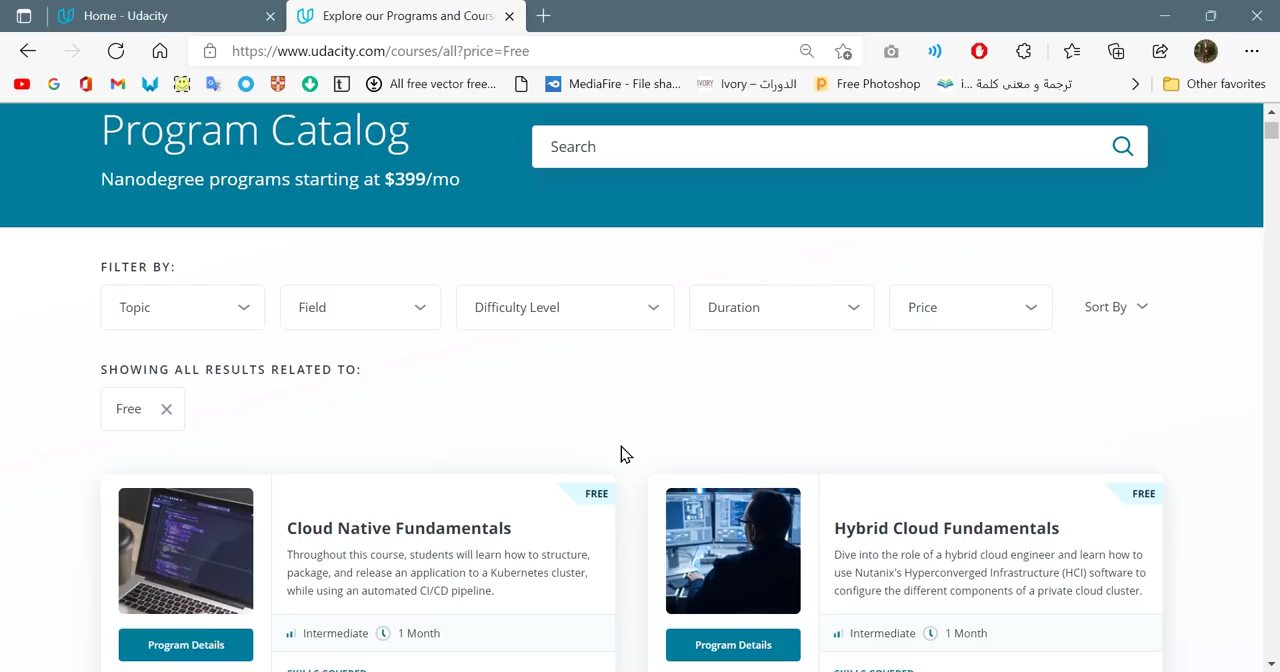 Home - Udacity
Explore our Programs and Cours
https://www.udacity.com/courses/all?price=Free
All free vector free...
MediaFire - File sha...
IVORY
Ivory – الدورات
Free Photoshop
ترجمة و معنى كلمة i...
Other favorites
Program Catalog
Search
Nanodegree programs starting at $399/mo
FILTER BY:
Topic
Field
Difficulty Level
Duration
Price
Sort By
SHOWING ALL RESULTS RELATED TO:
Free
FREE
Cloud Native Fundamentals
Throughout this course, students will learn how to structure,
package, and release an application to a Kubernetes cluster,
while using an automated CI/CD pipeline.
Program Details
Intermediate
1 Month
FREE
Hybrid Cloud Fundamentals
Dive into the role of a hybrid cloud engineer and learn how to
use Nutanix's Hyperconverged Infrastructure (HCI) software to
configure the different components of a private cloud cluster.
Program Details
Intermediate
1 Month
SKILLS COVERED
SKILLS COVERED